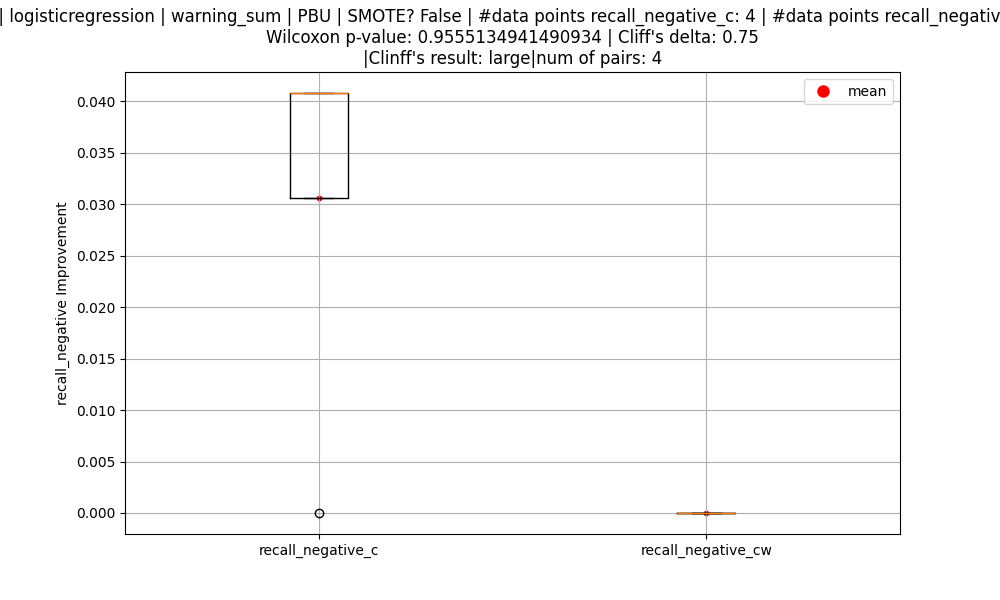 | logisticregression | warning_sum | PBU | SMOTE? False | #data points recall_negative_c: 4 | #data points
Wilcoxon p-value: 0.9555134941490934 | Cliff's delta: 0.75
|Clinff's result: large|num of pairs: 4
mean
0.040
0.035
0.030
0.025
0.020
0.015
0.010
0.005
0.000
recall_negative Improvement
recall_negative_c
recall_negative_cw